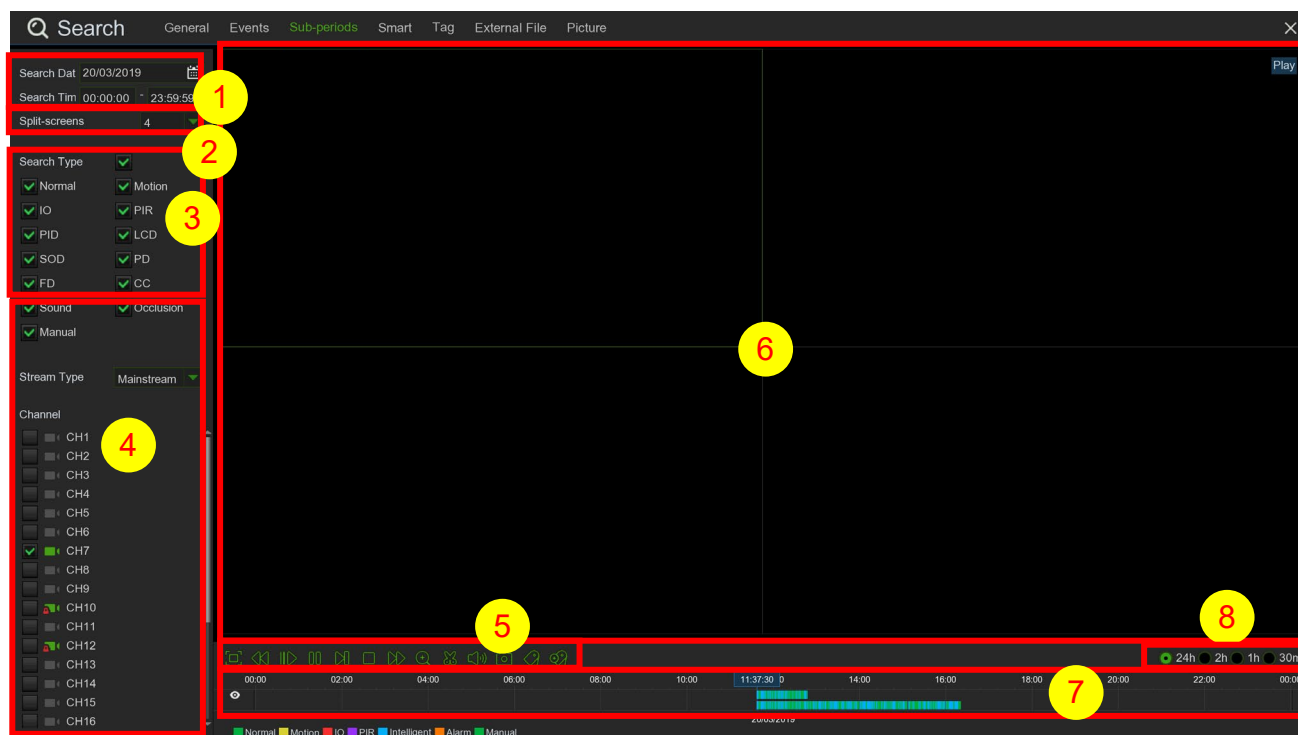 Search General Events Sub-periods Smart Tag External File Picture
Search Dat 20/03/2019
Play
Search Tim 00:00:00 - 23:59:59
1
Split-screens 4
2
Search Type
Normal Motion
IO PIR
3
PID LCD
SOD PD
FD CC
Sound Occlusion
Manual
6
Stream Type Mainstream
Channel
4
CH1
CH2
CH3
CH4
CH5
CH6
CH7
CH8
CH9
CH10
CH11
CH12
CH13
CH14
CH15
CH16
5
8
24h 2h 1h 30m
00:00 02:00 04:00 06:00 08:00 10:00 11:37:30 14:00 16:00 18:00 20:00 22:00 00:00
7
20/03/2019
Normal Motion IO PIR Intelligent Alarm Manual